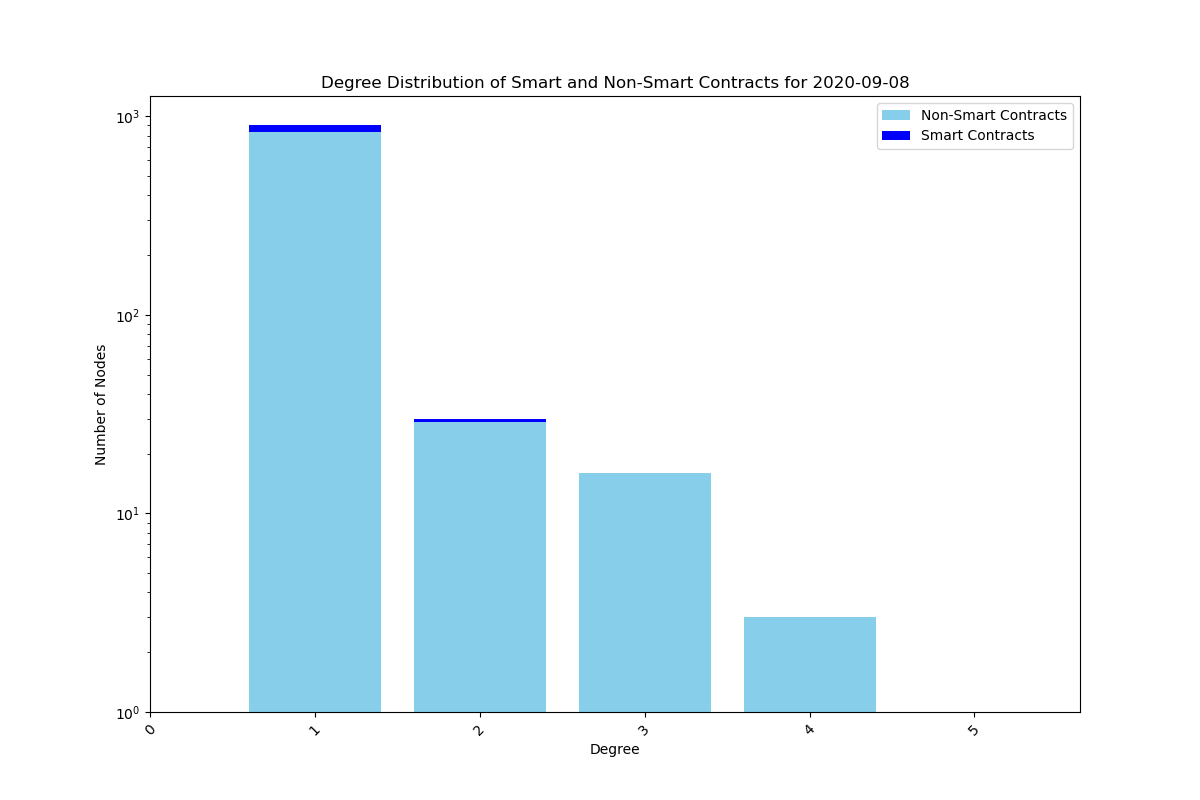 Degree Distribution of Smart and Non-Smart Contracts for 2020-09-08
Non-Smart Contracts
Smart Contracts
Number of Nodes
10³
10²
10¹
10⁰
0 1 2 3 4 5
Degree